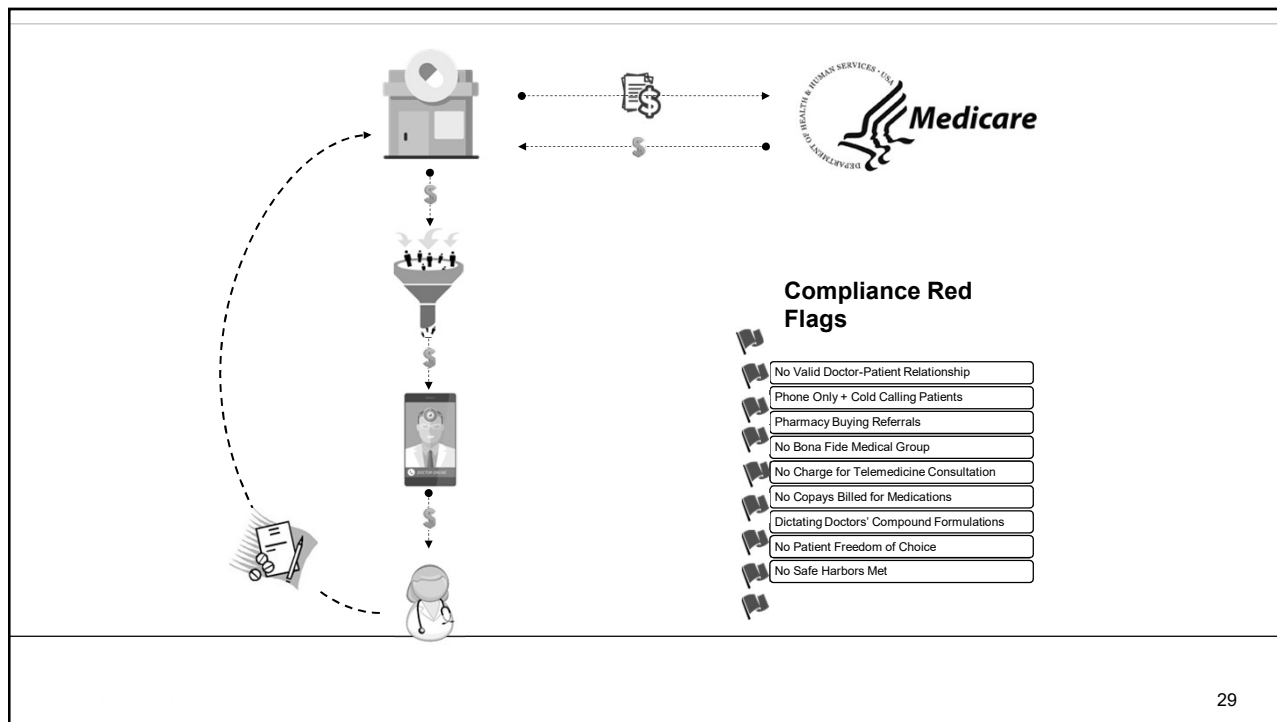 DEPARTMENT OF HEALTH & HUMAN SERVICES · USA
Medicare
$
$
$
$
$
DOCTOR ONLINE
Compliance Red
Flags
No Valid Doctor-Patient Relationship
Phone Only + Cold Calling Patients
Pharmacy Buying Referrals
No Bona Fide Medical Group
No Charge for Telemedicine Consultation
No Copays Billed for Medications
Dictating Doctors’ Compound Formulations
No Patient Freedom of Choice
No Safe Harbors Met
29